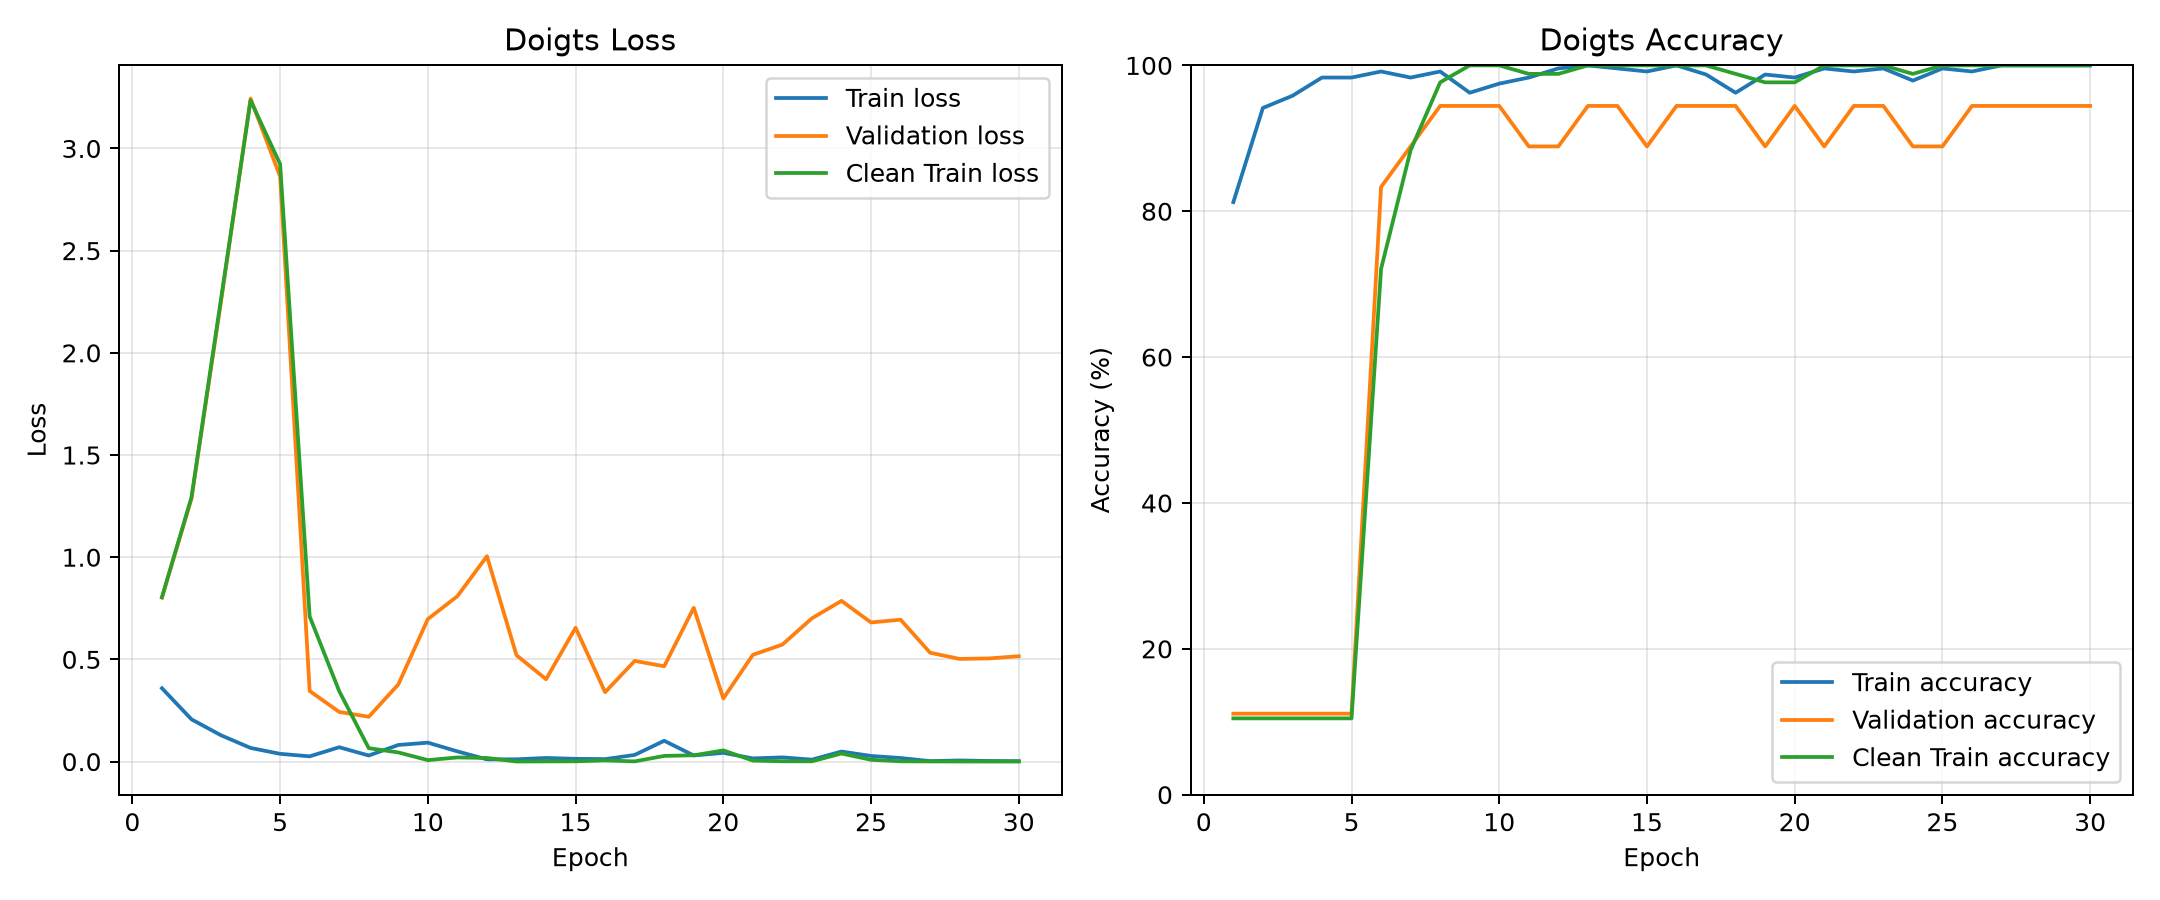 Doigts Loss
Train loss
Validation loss
Clean Train loss
3.0
2.5
2.0
1.5
1.0
0.5
0.0
Loss
0 5 10 15 20 25 30
Epoch
Doigts Accuracy
100
80
60
40
20
0
Accuracy (%)
Train accuracy
Validation accuracy
Clean Train accuracy
0 5 10 15 20 25 30
Epoch